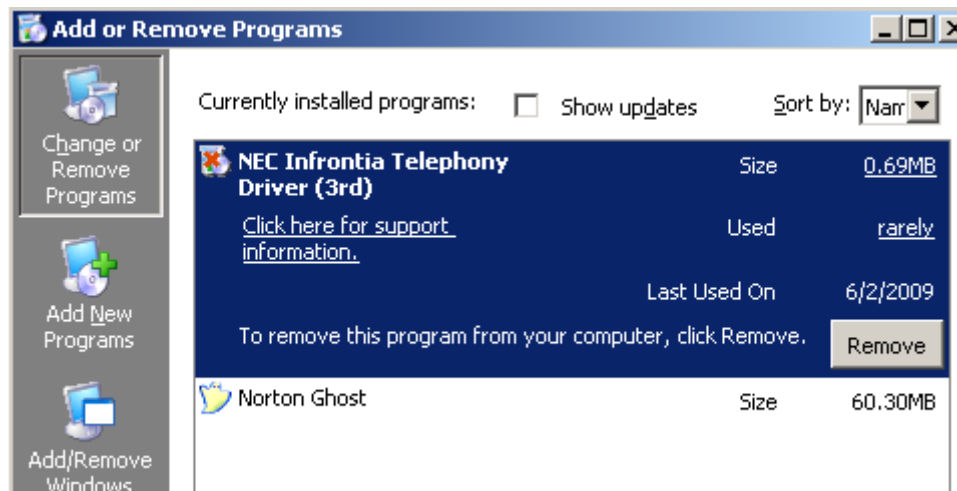 Add or Remove Programs
Change or
Remove
Programs
Add New
Programs
Add/Remove
Windows
Currently installed programs:
Show updates
Sort by:
Nam
NEC Infrontia Telephony
Driver (3rd)
Size
0.69MB
Click here for support
information.
Used
rarely
Last Used On
6/2/2009
To remove this program from your computer, click Remove.
Remove
Norton Ghost
Size
60.30MB